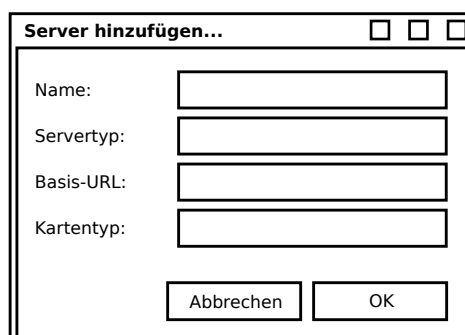 Server hinzufügen...
Name:
Servertyp:
Basis-URL:
Kartentyp:
Abbrechen OK